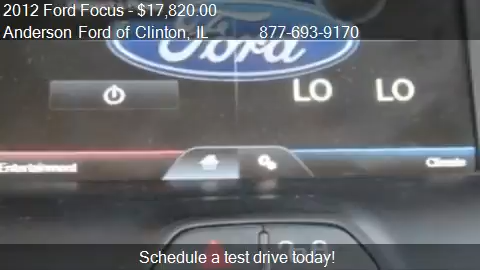 2012 Ford Focus - $17,820.00
Anderson Ford of Clinton, IL 877-693-9170
Ford
LO LO
Entertainment Climate
Schedule a test drive today!